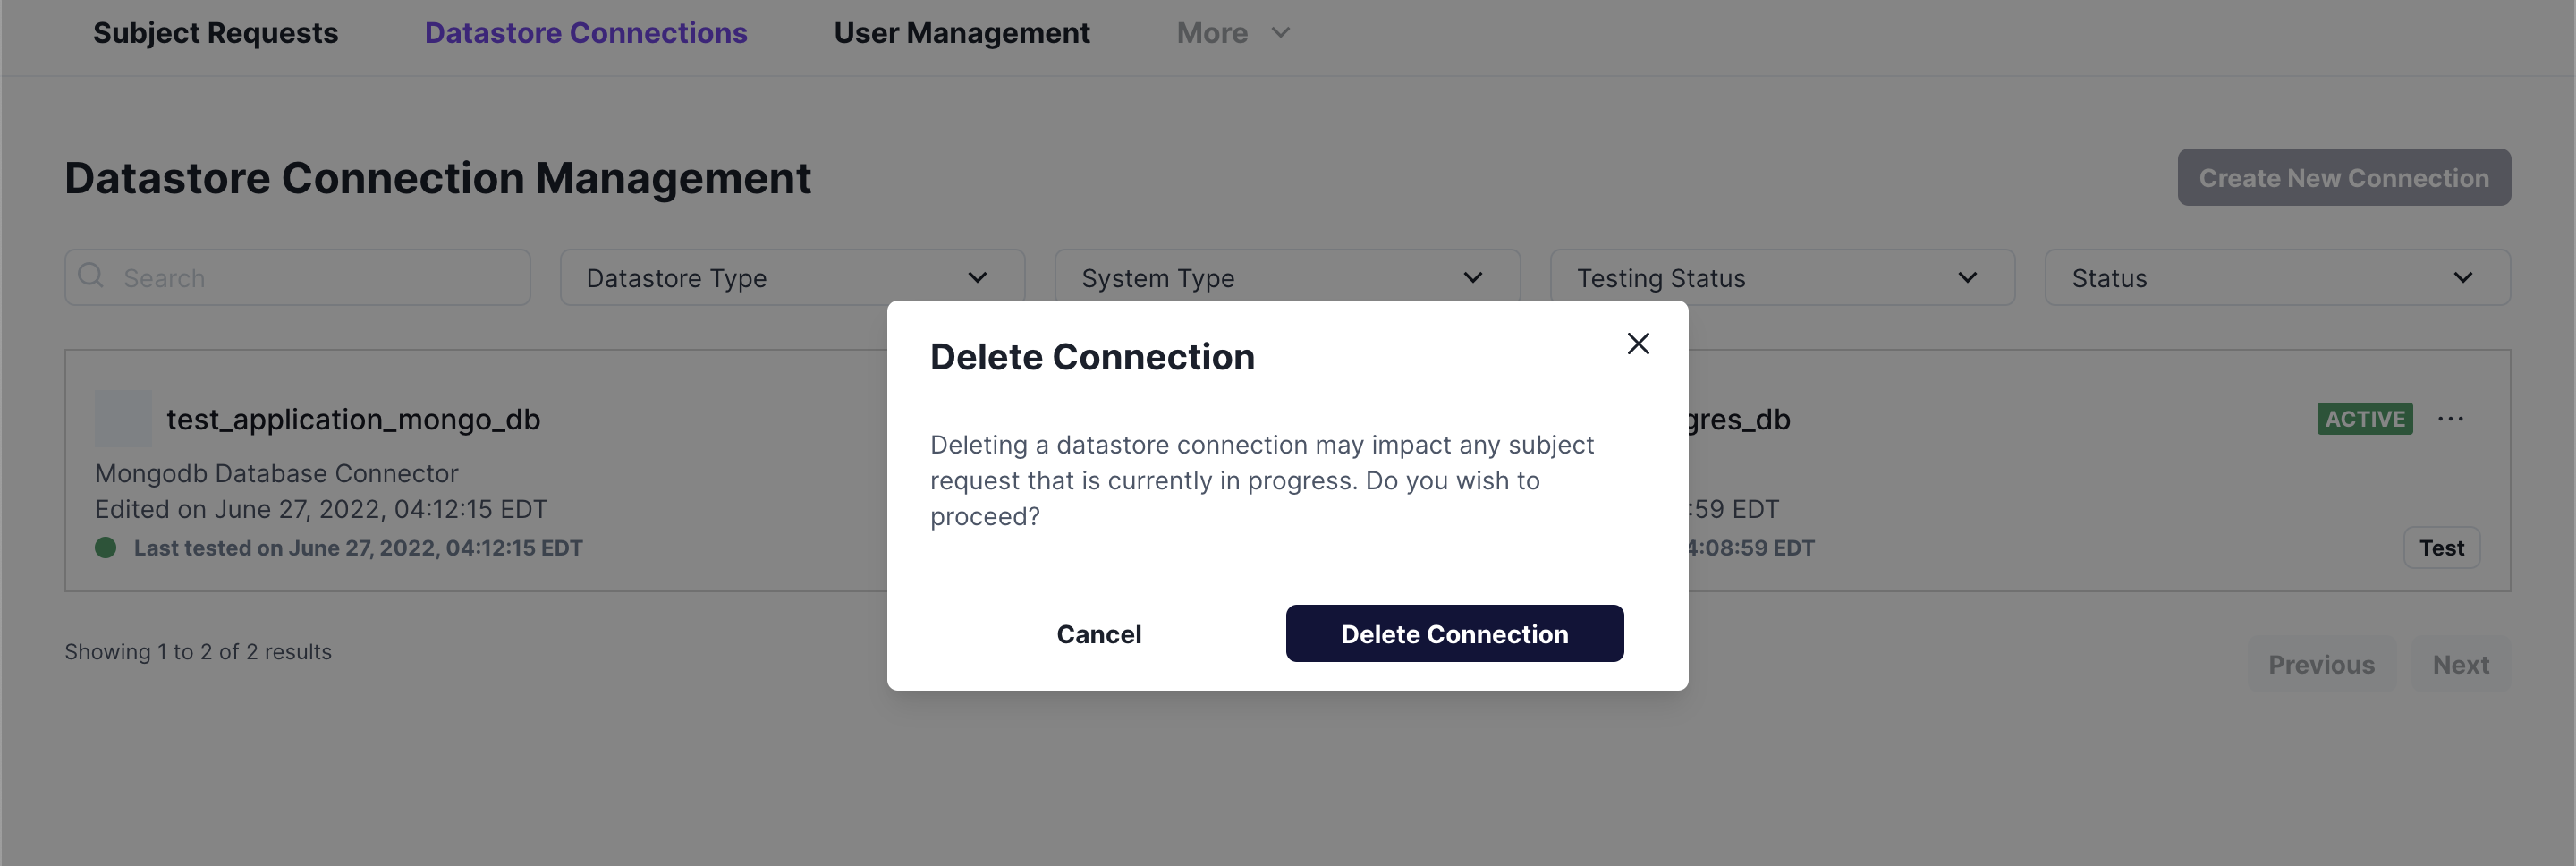 Subject Requests
Datastore Connections
User Management
More
Datastore Connection Management
Create New Connection
Search
Datastore Type
System Type
Testing Status
Status
Delete Connection
Deleting a datastore connection may impact any subject
request that is currently in progress. Do you wish to
proceed?
Cancel
Delete Connection
test_application_mongo_db
Mongodb Database Connector
Edited on June 27, 2022, 04:12:15 EDT
Last tested on June 27, 2022, 04:12:15 EDT
gres_db
ACTIVE
:59 EDT
4:08:59 EDT
Test
Showing 1 to 2 of 2 results
Previous
Next